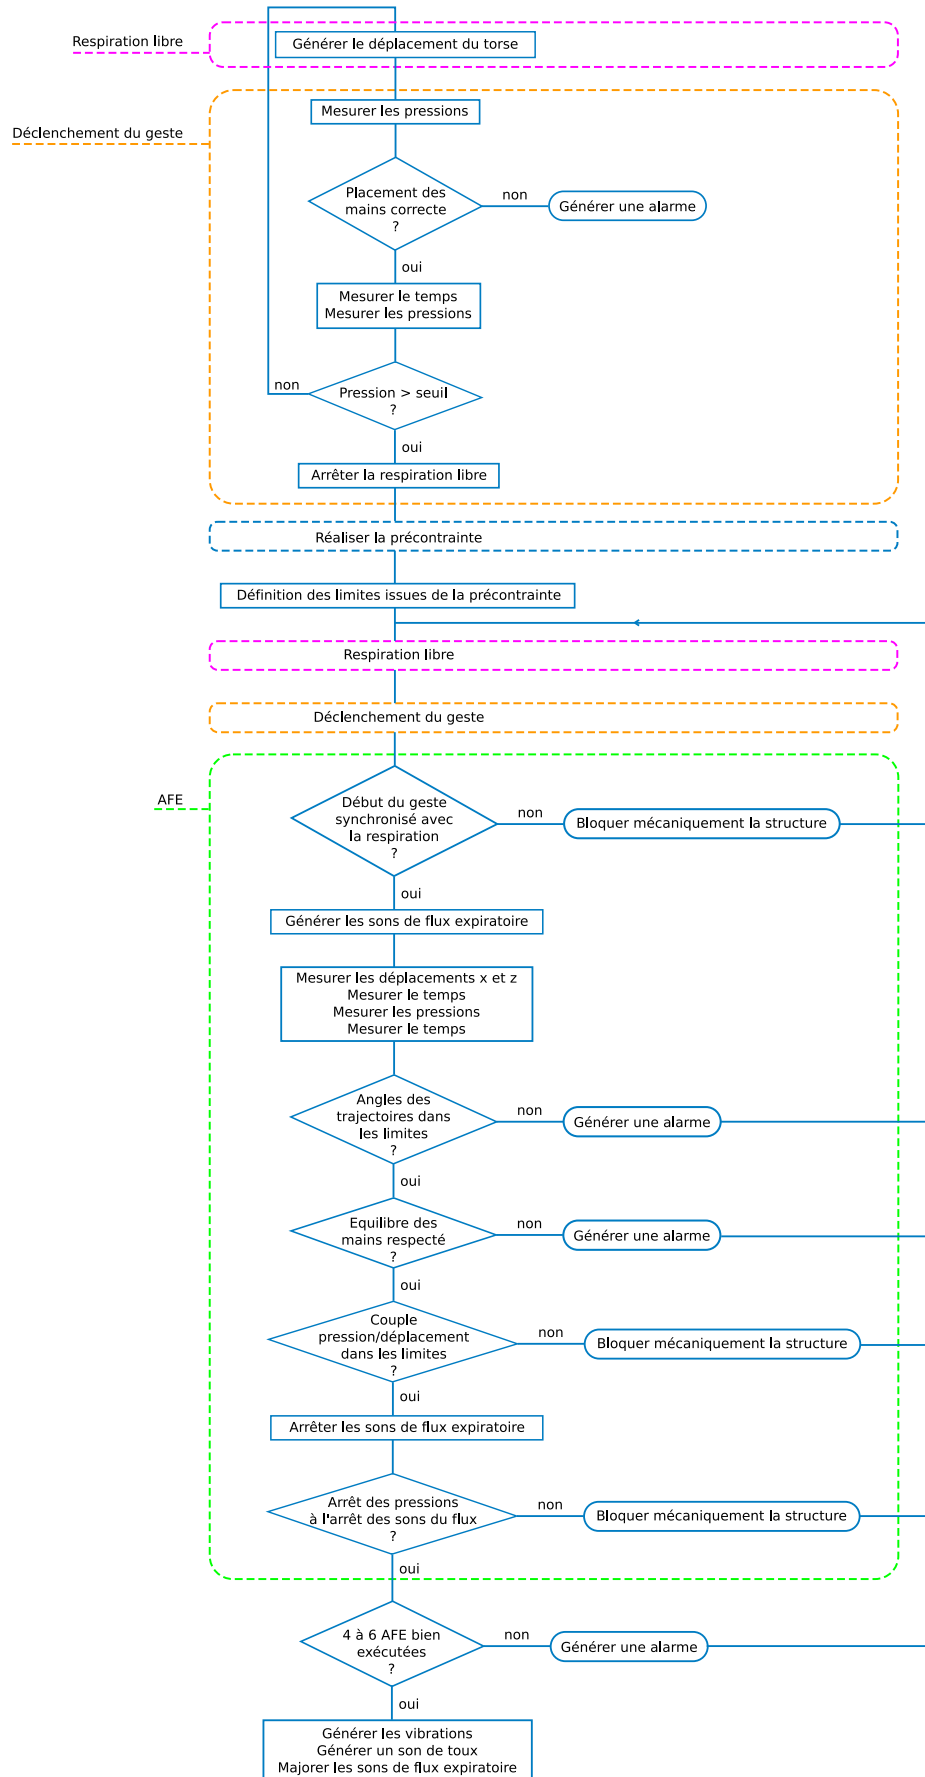 Respiration libre
Générer le déplacement du torse
Mesurer les pressions
Déclenchement du geste
Placement des
mains correcte
?
non
Générer une alarme
oui
Mesurer le temps
Mesurer les pressions
non
Pression > seuil
?
oui
Arrêter la respiration libre
Réaliser la précontrainte
Définition des limites issues de la précontrainte
Respiration libre
Déclenchement du geste
AFE
Début du geste
synchronisé avec
la respiration
?
non
Bloquer mécaniquement la structure
oui
Générer les sons de flux expiratoire
Mesurer les déplacements x et z
Mesurer le temps
Mesurer les pressions
Mesurer le temps
Angles des
trajectoires dans
les limites
?
non
Générer une alarme
oui
Equilibre des
mains respecté
?
non
Générer une alarme
oui
Couple
pression/déplacement
dans les limites
?
non
Bloquer mécaniquement la structure
oui
Arrêter les sons de flux expiratoire
Arrêt des pressions
à l'arrêt des sons du flux
?
non
Bloquer mécaniquement la structure
oui
4 à 6 AFE bien
exécutées
?
non
Générer une alarme
oui
Générer les vibrations
Générer un son de toux
Majorer les sons de flux expiratoire